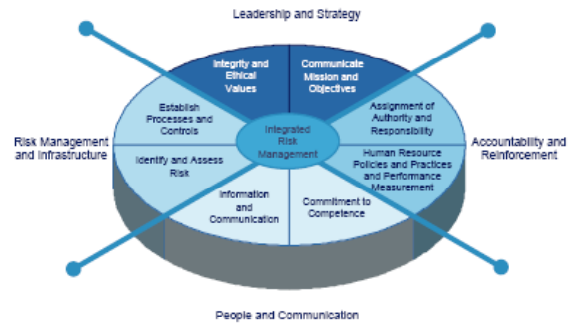 Leadership and Strategy
Integrity and
Ethical
Values
Communicate
Mission and
Objectives
Establish
Processes and
Controls
Assignment of
Authority and
Responsibility
Risk Management
and Infrastructure
Integrated
Risk
Management
Accountability and
Reinforcement
Identify and Assess
Risk
Human Resource
Policies and Practices
and Performance
Measurement
Information
and
Communication
Commitment to
Competence
People and Communication